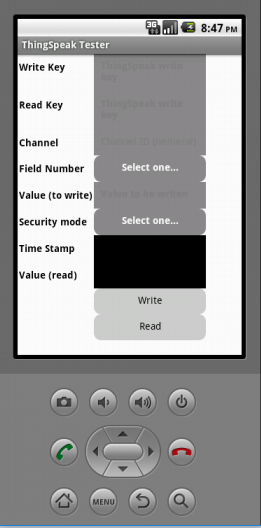 3G 8:47 PM
ThingSpeak Tester
Write Key ThingSpeak write
key
Read Key ThingSpeak write
key
Channel Channel ID (numeric)
Field Number Select one...
Value (to write) Value to be written
Security mode Select one...
Time Stamp
Value (read)
Write
Read
MENU